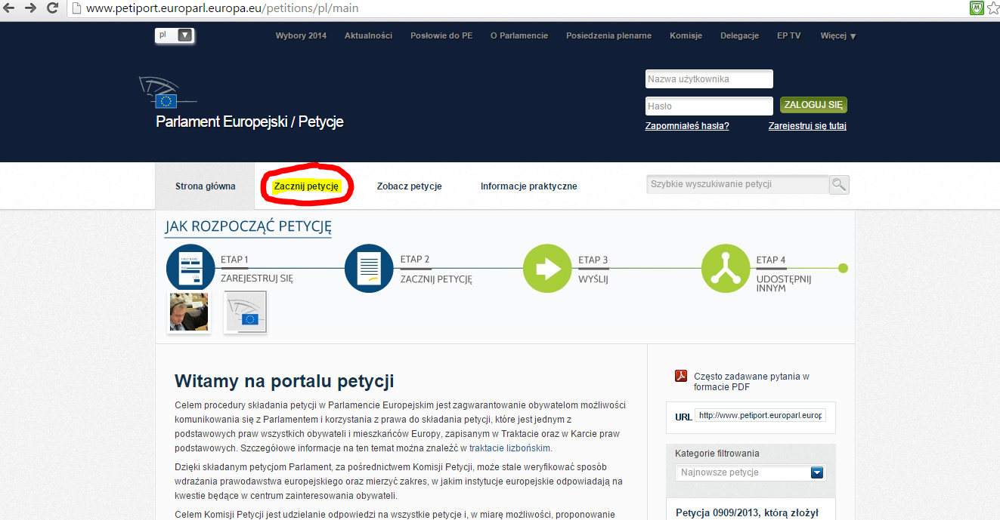 www.petiport.europarl.europa.eu/petitions/pl/main
pl
Wybory 2014 Aktualności Posłowie do PE O Parlamencie Posiedzenia plenarne Komisje Delegacje EP TV Więcej ▼
Nazwa użytkownika
Hasło ZALOGUJ SIĘ
Zapomniałeś hasła? Zarejestruj się tutaj
Parlament Europejski / Petycje
Strona główna Zacznij petycję Zobacz petycje Informacje praktyczne Szybkie wyszukiwanie petycji
JAK ROZPOCZĄĆ PETYCJĘ
ETAP 1
ZAREJESTRUJ SIĘ
ETAP 2
ZACZNIJ PETYCJĘ
ETAP 3
WYŚLIJ
ETAP 4
UDOSTĘPNIJ
INNYM
Witamy na portalu petycji
Celem procedury składania petycji w Parlamencie Europejskim jest zagwarantowanie obywatelom możliwości
komunikowania się z Parlamentem i korzystania z prawa do składania petycji, które jest jednym z
podstawowych praw wszystkich obywateli i mieszkańców Europy, zapisanym w Traktacie oraz w Karcie praw
podstawowych. Szczegółowe informacje na ten temat można znaleźć w traktacie lizbońskim.
Dzięki składanym petycjom Parlament, za pośrednictwem Komisji Petycji, może stale weryfikować sposób
wdrażania prawodawstwa europejskiego oraz mierzyć zakres, w jakim instytucje europejskie odpowiadają na
kwestie będące w centrum zainteresowania obywateli.
Celem Komisji Petycji jest udzielanie odpowiedzi na wszystkie petycje i, w miarę możliwości, proponowanie
Często zadawane pytania w
formacie PDF
URL http://www.petiport.europarl.europ
Kategorie filtrowania
Najnowsze petycje
Petycja 0909/2013, którą złożył